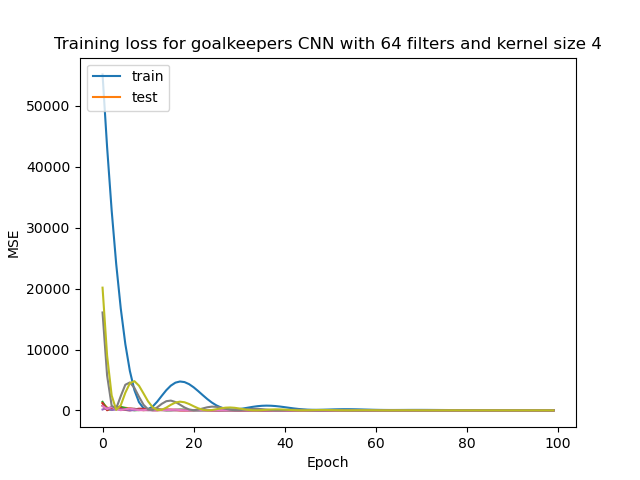 Training loss for goalkeepers CNN with 64 filters and kernel size 4
train
test
50000
40000
30000
20000
10000
0
MSE
0 20 40 60 80 100
Epoch